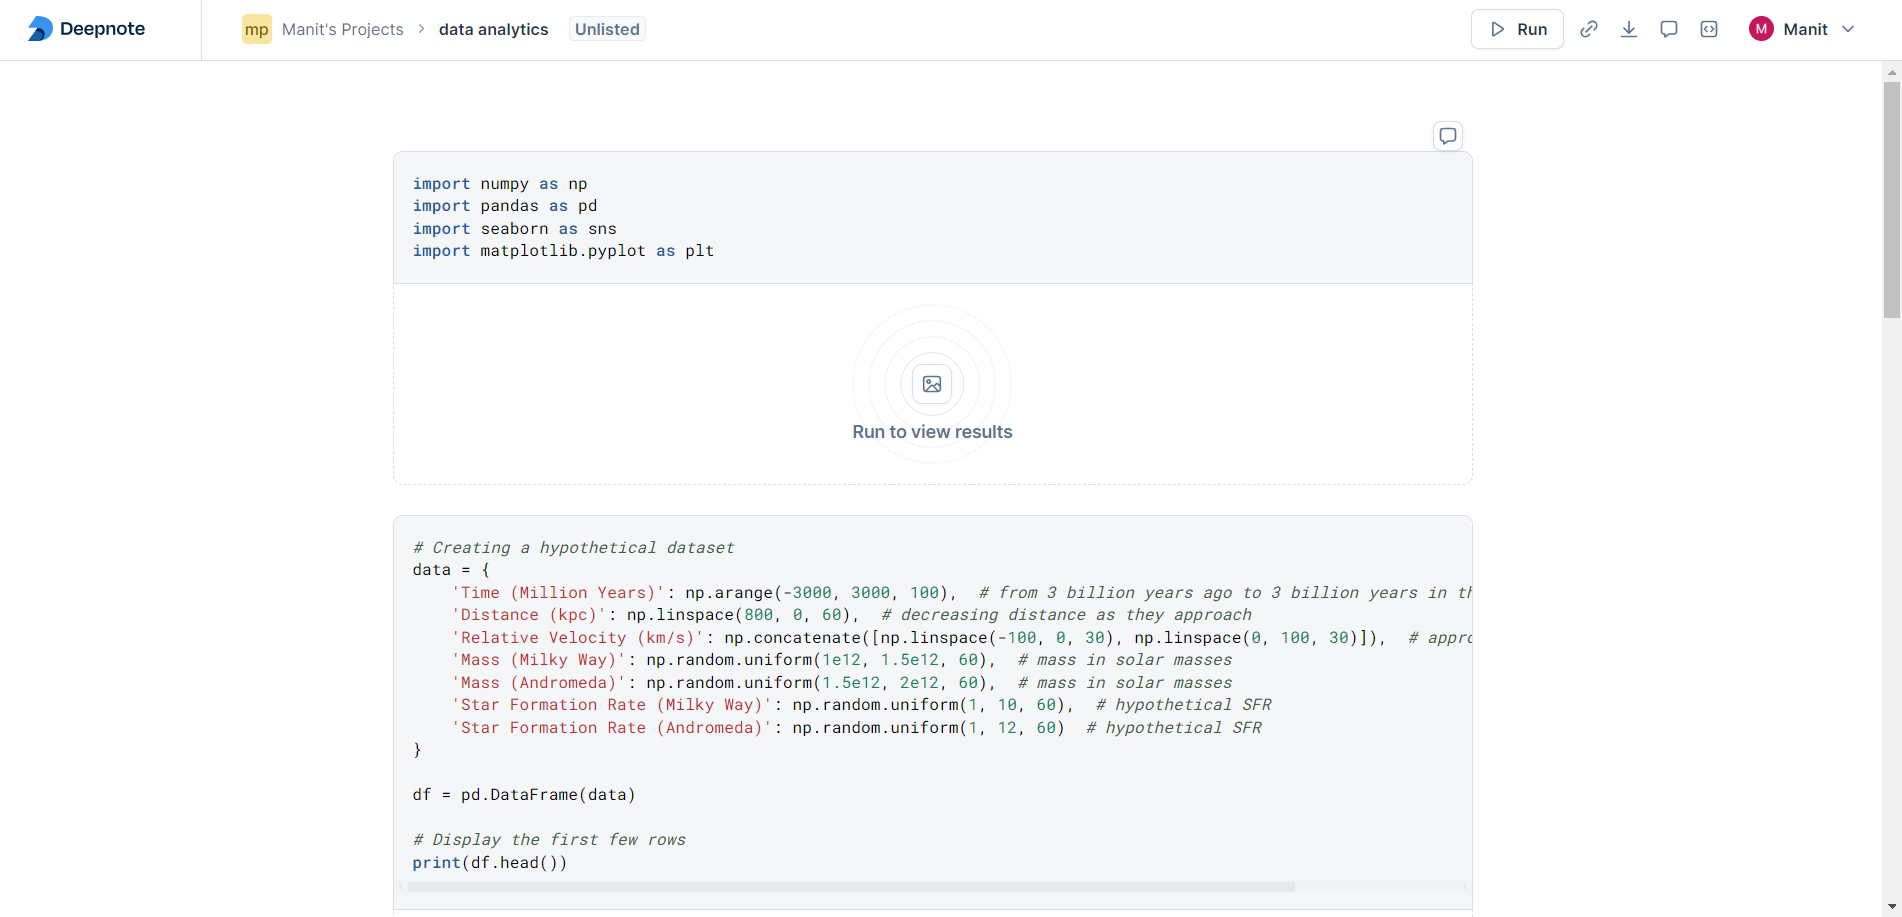 Deepnote
mp Manit's Projects > data analytics Unlisted
Run
M Manit
import numpy as np
import pandas as pd
import seaborn as sns
import matplotlib.pyplot as plt
Run to view results
# Creating a hypothetical dataset
data = {
    'Time (Million Years)': np.arange(-3000, 3000, 100),  # from 3 billion years ago to 3 billion years in th
    'Distance (kpc)': np.linspace(800, 0, 60),  # decreasing distance as they approach
    'Relative Velocity (km/s)': np.concatenate([np.linspace(-100, 0, 30), np.linspace(0, 100, 30)]),  # appro
    'Mass (Milky Way)': np.random.uniform(1e12, 1.5e12, 60),  # mass in solar masses
    'Mass (Andromeda)': np.random.uniform(1.5e12, 2e12, 60),  # mass in solar masses
    'Star Formation Rate (Milky Way)': np.random.uniform(1, 10, 60),  # hypothetical SFR
    'Star Formation Rate (Andromeda)': np.random.uniform(1, 12, 60)  # hypothetical SFR
}
df = pd.DataFrame(data)
# Display the first few rows
print(df.head())